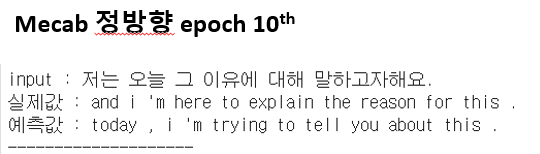 Mecab 정방향 epoch 10th
input : 저는 오늘 그 이유에 대해 말하고자해요.
실제값 : and i 'm here to explain the reason for this .
예측값 : today , i 'm trying to tell you about this .
--------------------